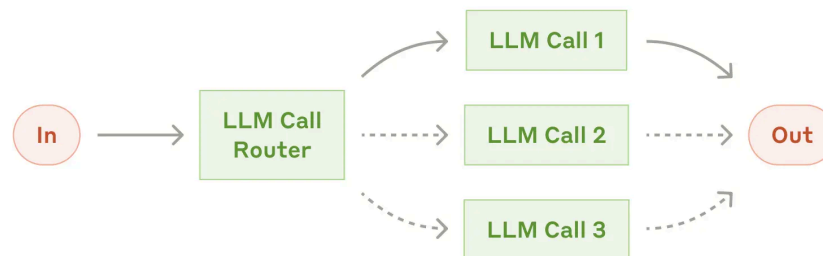 In
LLM Call
Router
LLM Call 1
LLM Call 2
LLM Call 3
Out